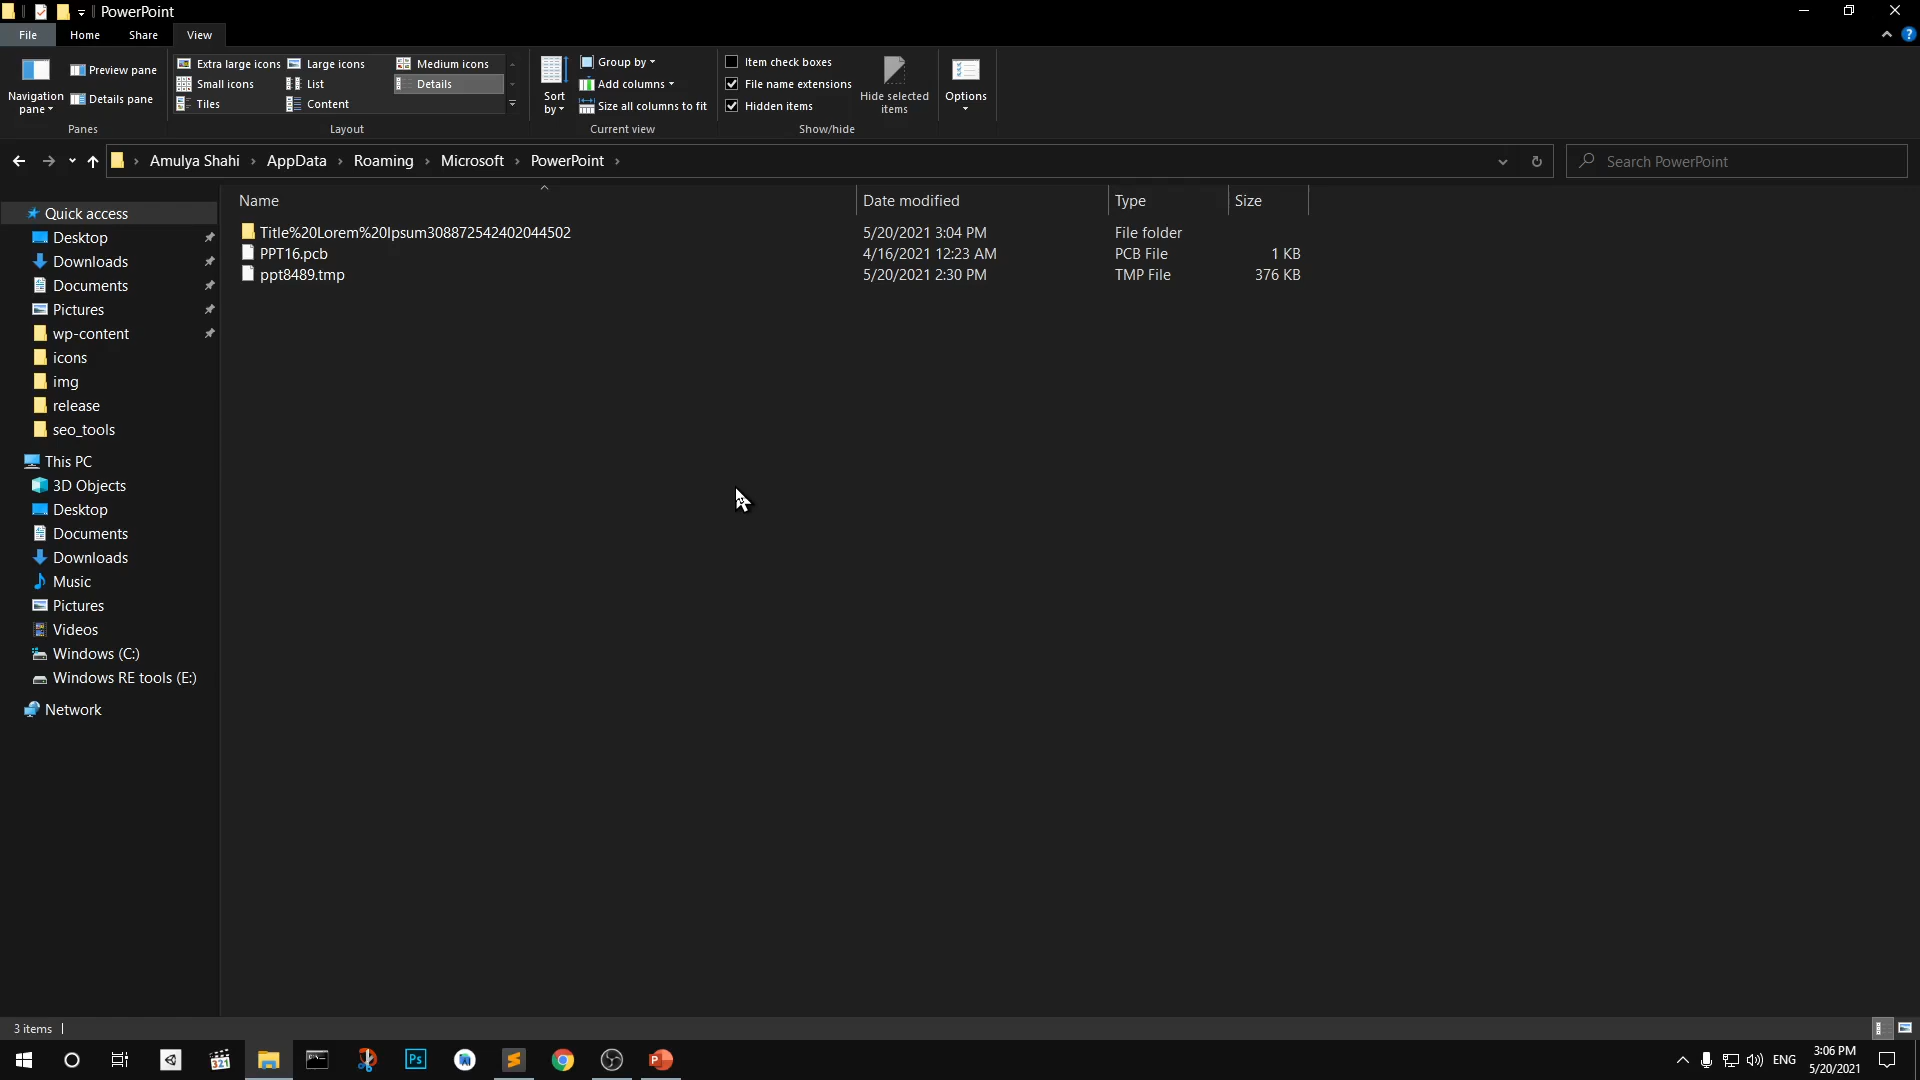 PowerPoint
File Home Share View
Navigation pane
Preview pane
Details pane
Panes
Extra large icons Large icons Medium icons
Small icons List Details
Tiles Content
Layout
Sort by
Group by
Add columns
Size all columns to fit
Current view
Item check boxes
File name extensions
Hidden items
Hide selected items
Show/hide
Options
Amulya Shahi › AppData › Roaming › Microsoft › PowerPoint ›
Search PowerPoint
Name Date modified Type Size
Title%20Lorem%20Ipsum308872542402044502 5/20/2021 3:04 PM File folder
PPT16.pcb 4/16/2021 12:23 AM PCB File 1 KB
ppt8489.tmp 5/20/2021 2:30 PM TMP File 376 KB
Quick access
Desktop
Downloads
Documents
Pictures
wp-content
icons
img
release
seo_tools
This PC
3D Objects
Desktop
Documents
Downloads
Music
Pictures
Videos
Windows (C:)
Windows RE tools (E:)
Network
3 items
321
Ps
P
ENG
3:06 PM
5/20/2021